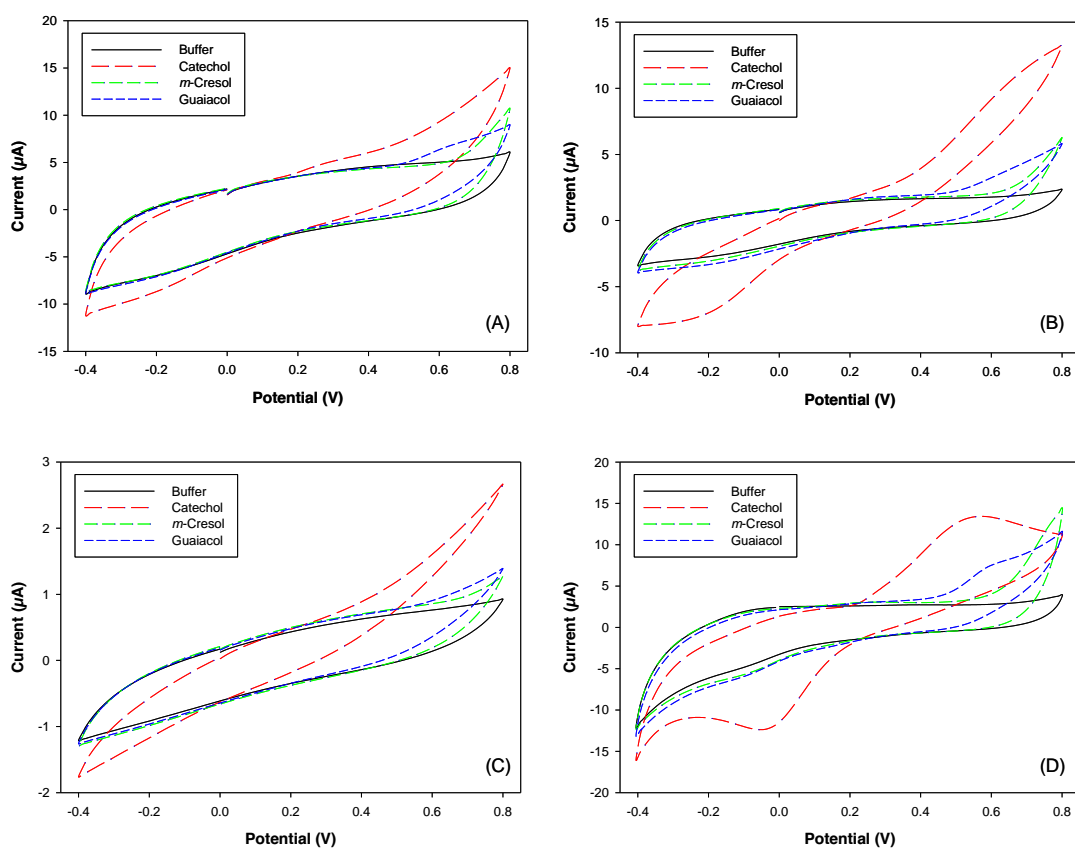 20
15
10
5
0
-5
-10
-15
Current (µA)
Buffer
Catechol
m-Cresol
Guaiacol
(A)
-0.4 -0.2 0.0 0.2 0.4 0.6 0.8
Potential (V)
15
10
5
0
-5
-10
Current (µA)
Buffer
Catechol
m-Cresol
Guaiacol
(B)
-0.4 -0.2 0.0 0.2 0.4 0.6 0.8
Potential (V)
3
2
1
0
-1
-2
Current (µA)
Buffer
Catechol
m-Cresol
Guaiacol
(C)
-0.4 -0.2 0.0 0.2 0.4 0.6 0.8
Potential (V)
20
15
10
5
0
-5
-10
-15
-20
Current (µA)
Buffer
Catechol
m-Cresol
Guaiacol
(D)
-0.4 -0.2 0.0 0.2 0.4 0.6 0.8
Potential (V)